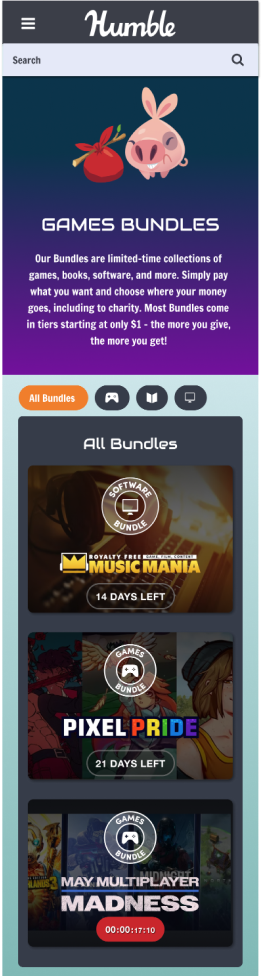 Humble
Search
GAMES BUNDLES
Our Bundles are limited-time collections of
games, books, software, and more. Simply pay
what you want and choose where your money
goes, including to charity. Most Bundles come
in tiers starting at only $1 - the more you give,
the more you get!
All Bundles
All Bundles
SOFTWARE
BUNDLE
ROYALTY FREE GAME, FILM, CONTENT
MUSIC MANIA
14 DAYS LEFT
GAMES
BUNDLE
PIXEL PRIDE
21 DAYS LEFT
GAMES
BUNDLE
MIDNIGHT
MAY MULTIPLAYER
MADNESS
00:00:17:10